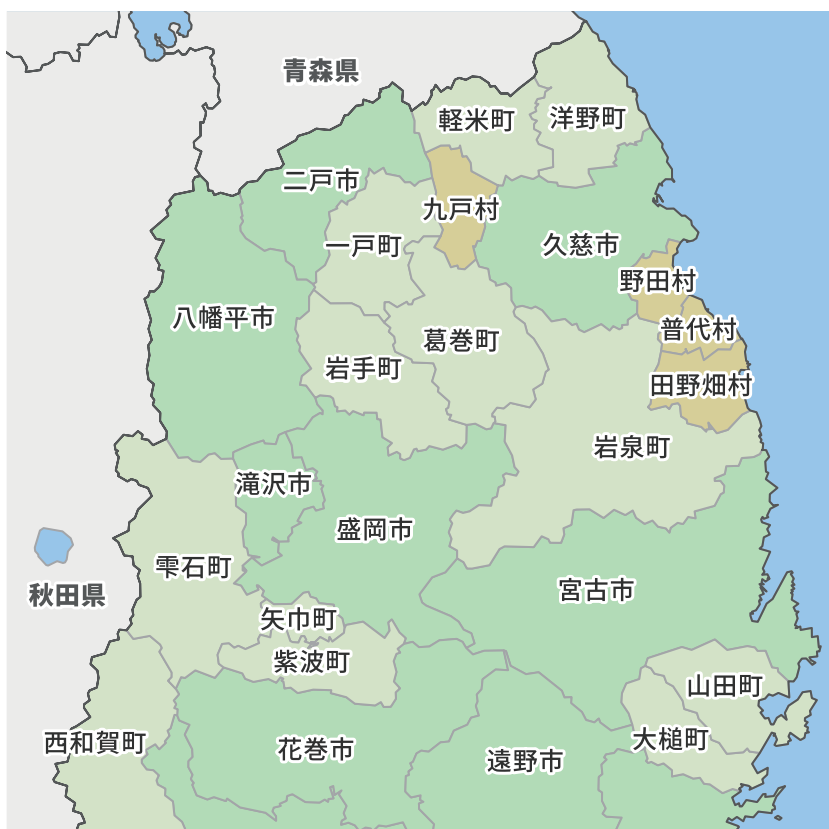 青森県
軽米町
洋野町
二戸市
九戸村
一戸町
久慈市
野田村
八幡平市
普代村
葛巻町
岩手町
田野畑村
岩泉町
滝沢市
盛岡市
雫石町
宮古市
秋田県
矢巾町
紫波町
山田町
西和賀町
大槌町
花巻市
遠野市